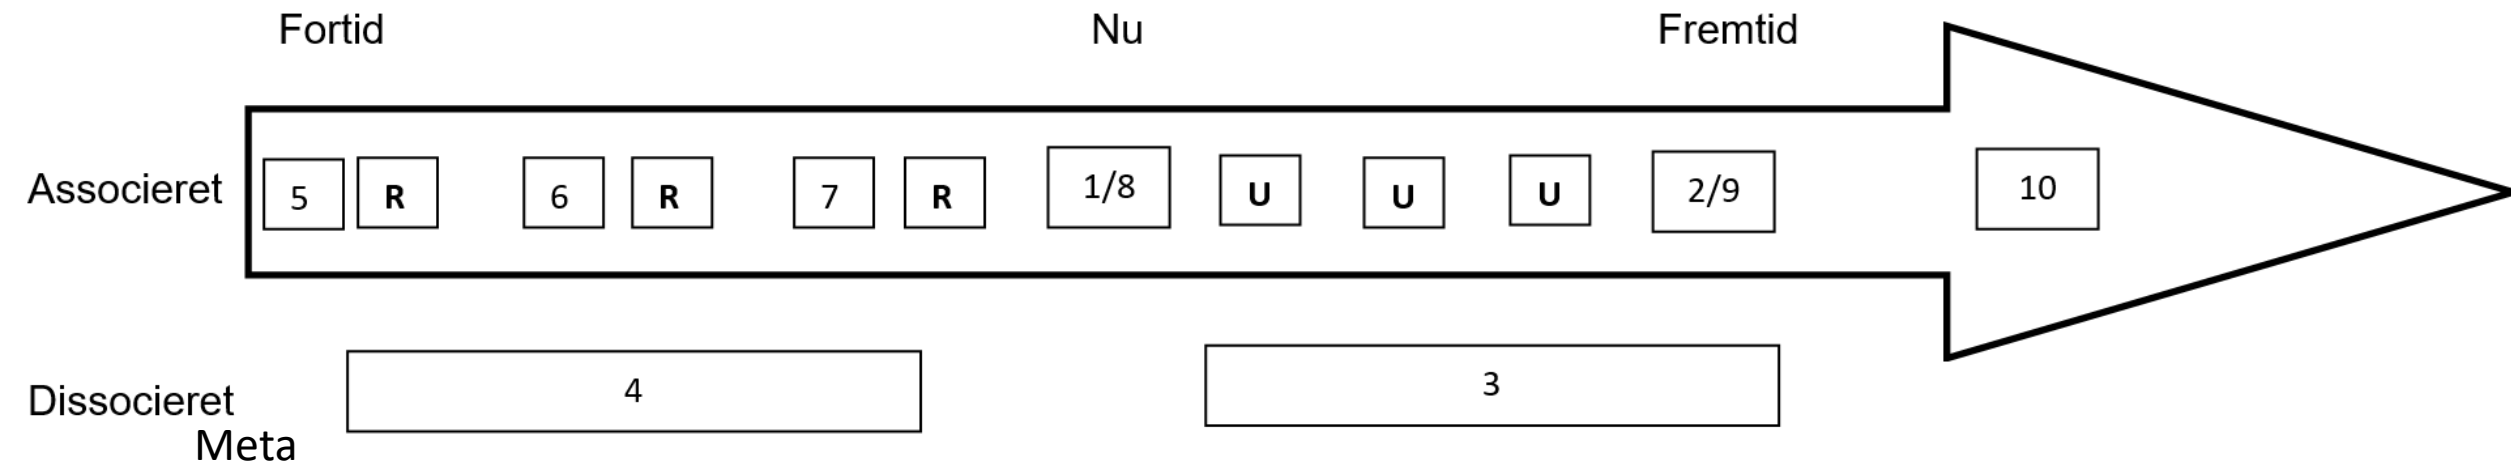 Fortid Nu Fremtid
Associeret 5 R 6 R 7 R 1/8 U U U 2/9 10
4 3
Dissocieret
Meta